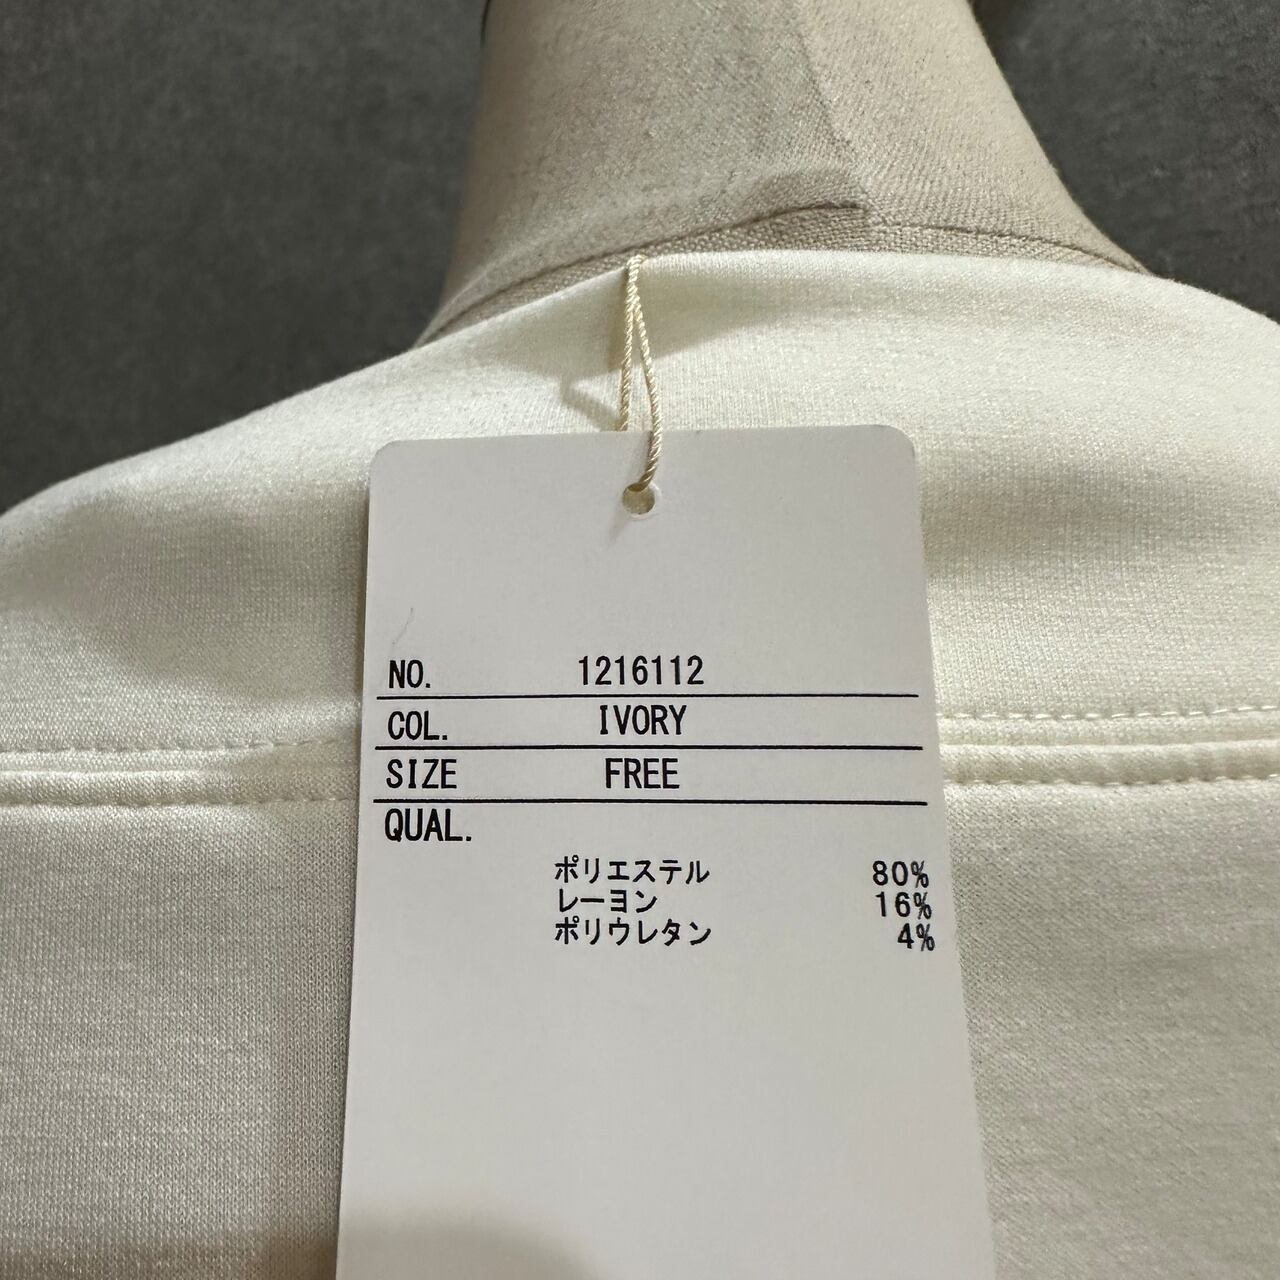 NO. 1216112
COL. IVORY
SIZE FREE
QUAL.
ポリエステル 80%
レーヨン 16%
ポリウレタン 4%